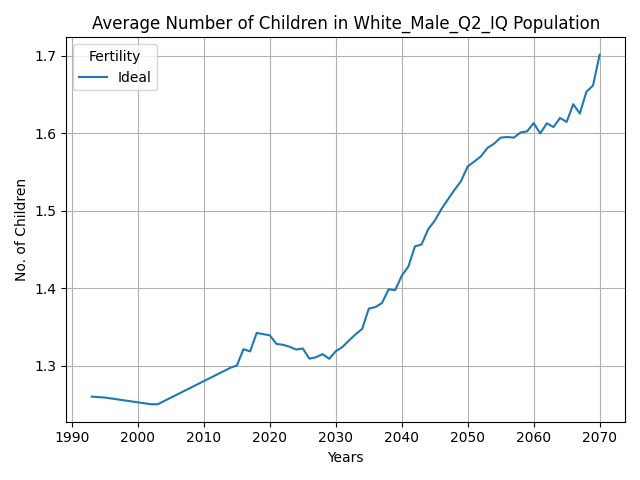 Average Number of Children in White_Male_Q2_IQ Population
Fertility
Ideal
No. of Children
1.7
1.6
1.5
1.4
1.3
1990 2000 2010 2020 2030 2040 2050 2060 2070
Years